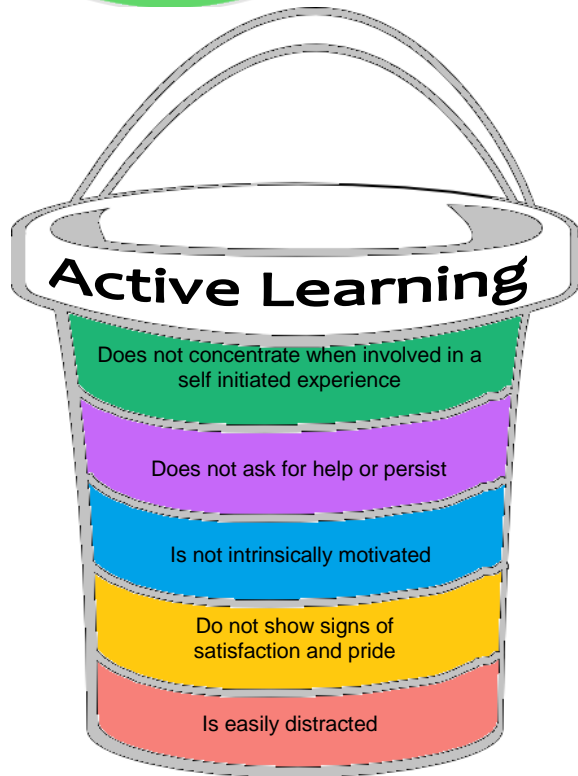 Active Learning
Does not concentrate when involved in a
self initiated experience
Does not ask for help or persist
Is not intrinsically motivated
Do not show signs of
satisfaction and pride
Is easily distracted